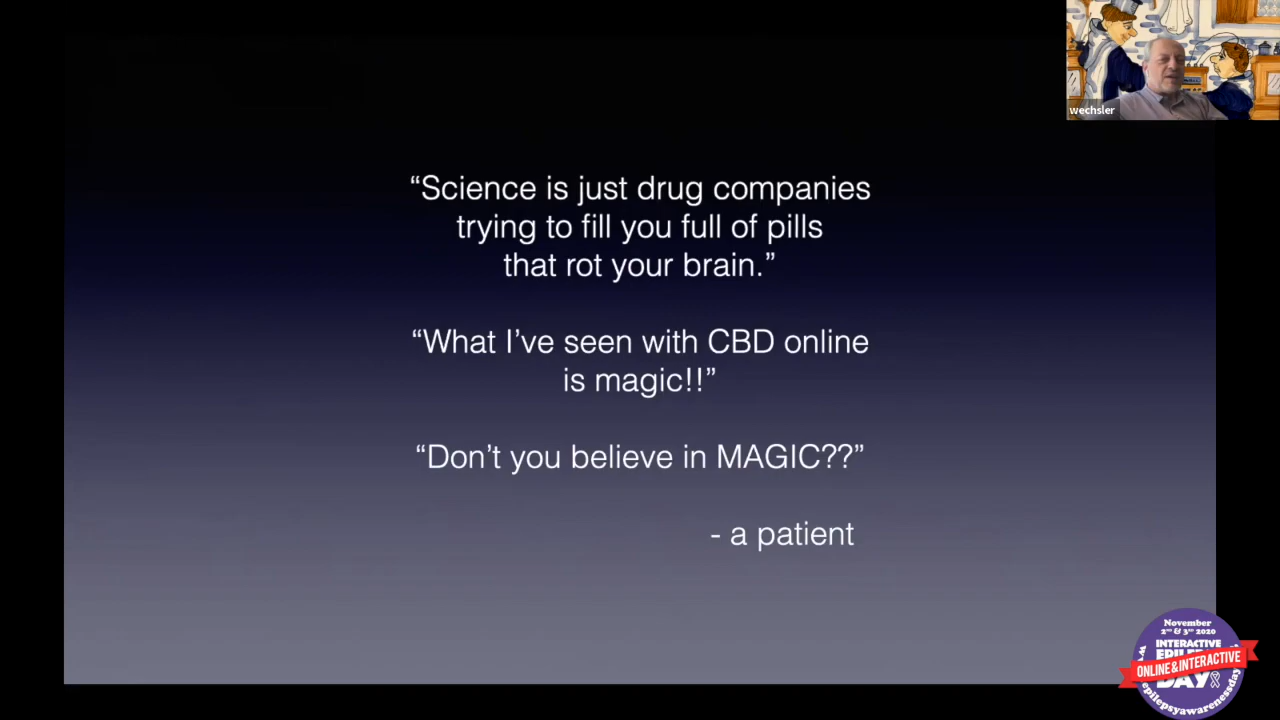 wechsler
“Science is just drug companies
trying to fill you full of pills
that rot your brain.”
“What I’ve seen with CBD online
is magic!!”
“Don’t you believe in MAGIC??”
- a patient
November
2ND & 3RD 2020
INTERACTIVE
ONLINE & INTERACTIVE
DAY
epilepsyawarenessday